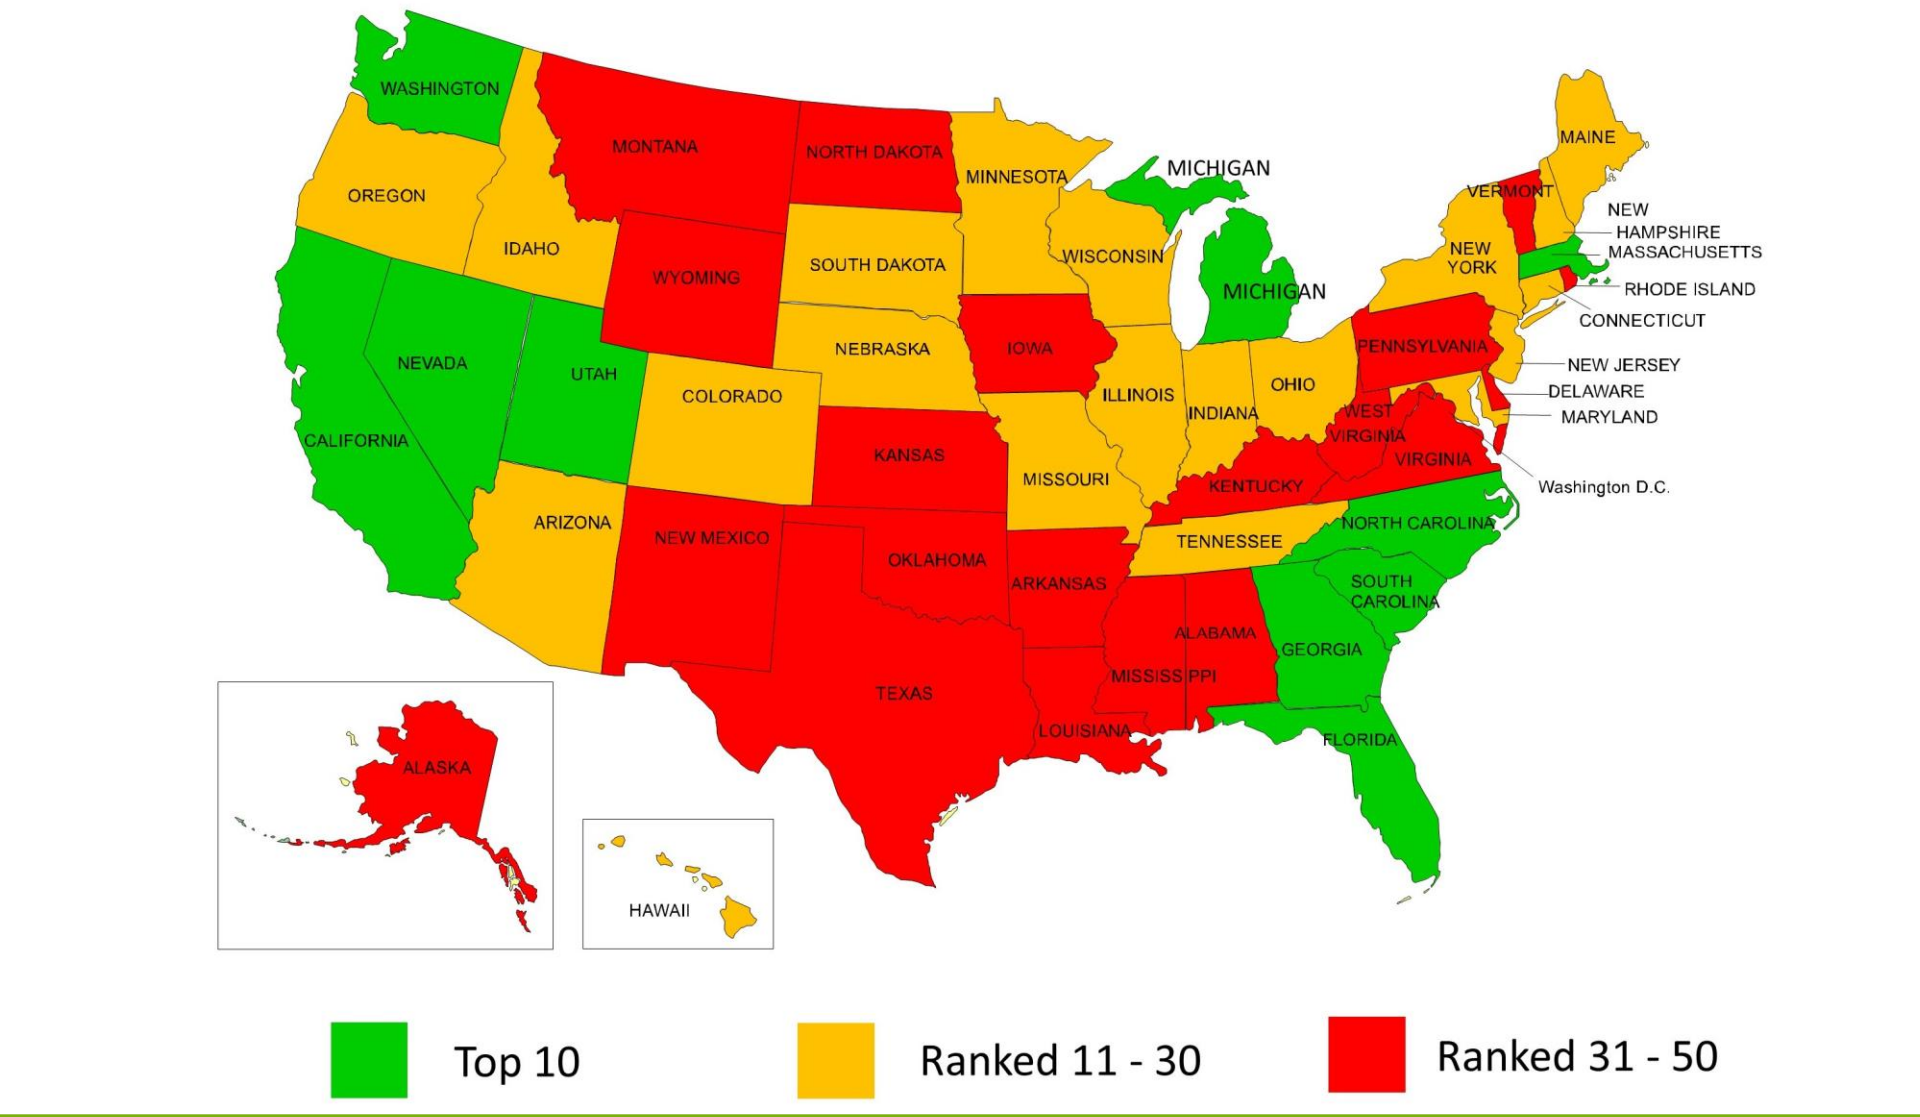 WASHINGTON
MONTANA
NORTH DAKOTA
MINNESOTA
MICHIGAN
MAINE
VERMONT
OREGON
IDAHO
WYOMING
SOUTH DAKOTA
WISCONSIN
MICHIGAN
NEW
YORK
NEW
HAMPSHIRE
MASSACHUSETTS
RHODE ISLAND
CONNECTICUT
NEVADA
UTAH
COLORADO
NEBRASKA
IOWA
ILLINOIS
INDIANA
OHIO
PENNSYLVANIA
NEW JERSEY
DELAWARE
MARYLAND
CALIFORNIA
KANSAS
MISSOURI
KENTUCKY
WEST
VIRGINIA
VIRGINIA
Washington D.C.
ARIZONA
NEW MEXICO
OKLAHOMA
ARKANSAS
TENNESSEE
NORTH CAROLINA
SOUTH
CAROLINA
TEXAS
LOUISIANA
MISSISSIPPI
ALABAMA
GEORGIA
FLORIDA
ALASKA
HAWAII
Top 10
Ranked 11 - 30
Ranked 31 - 50